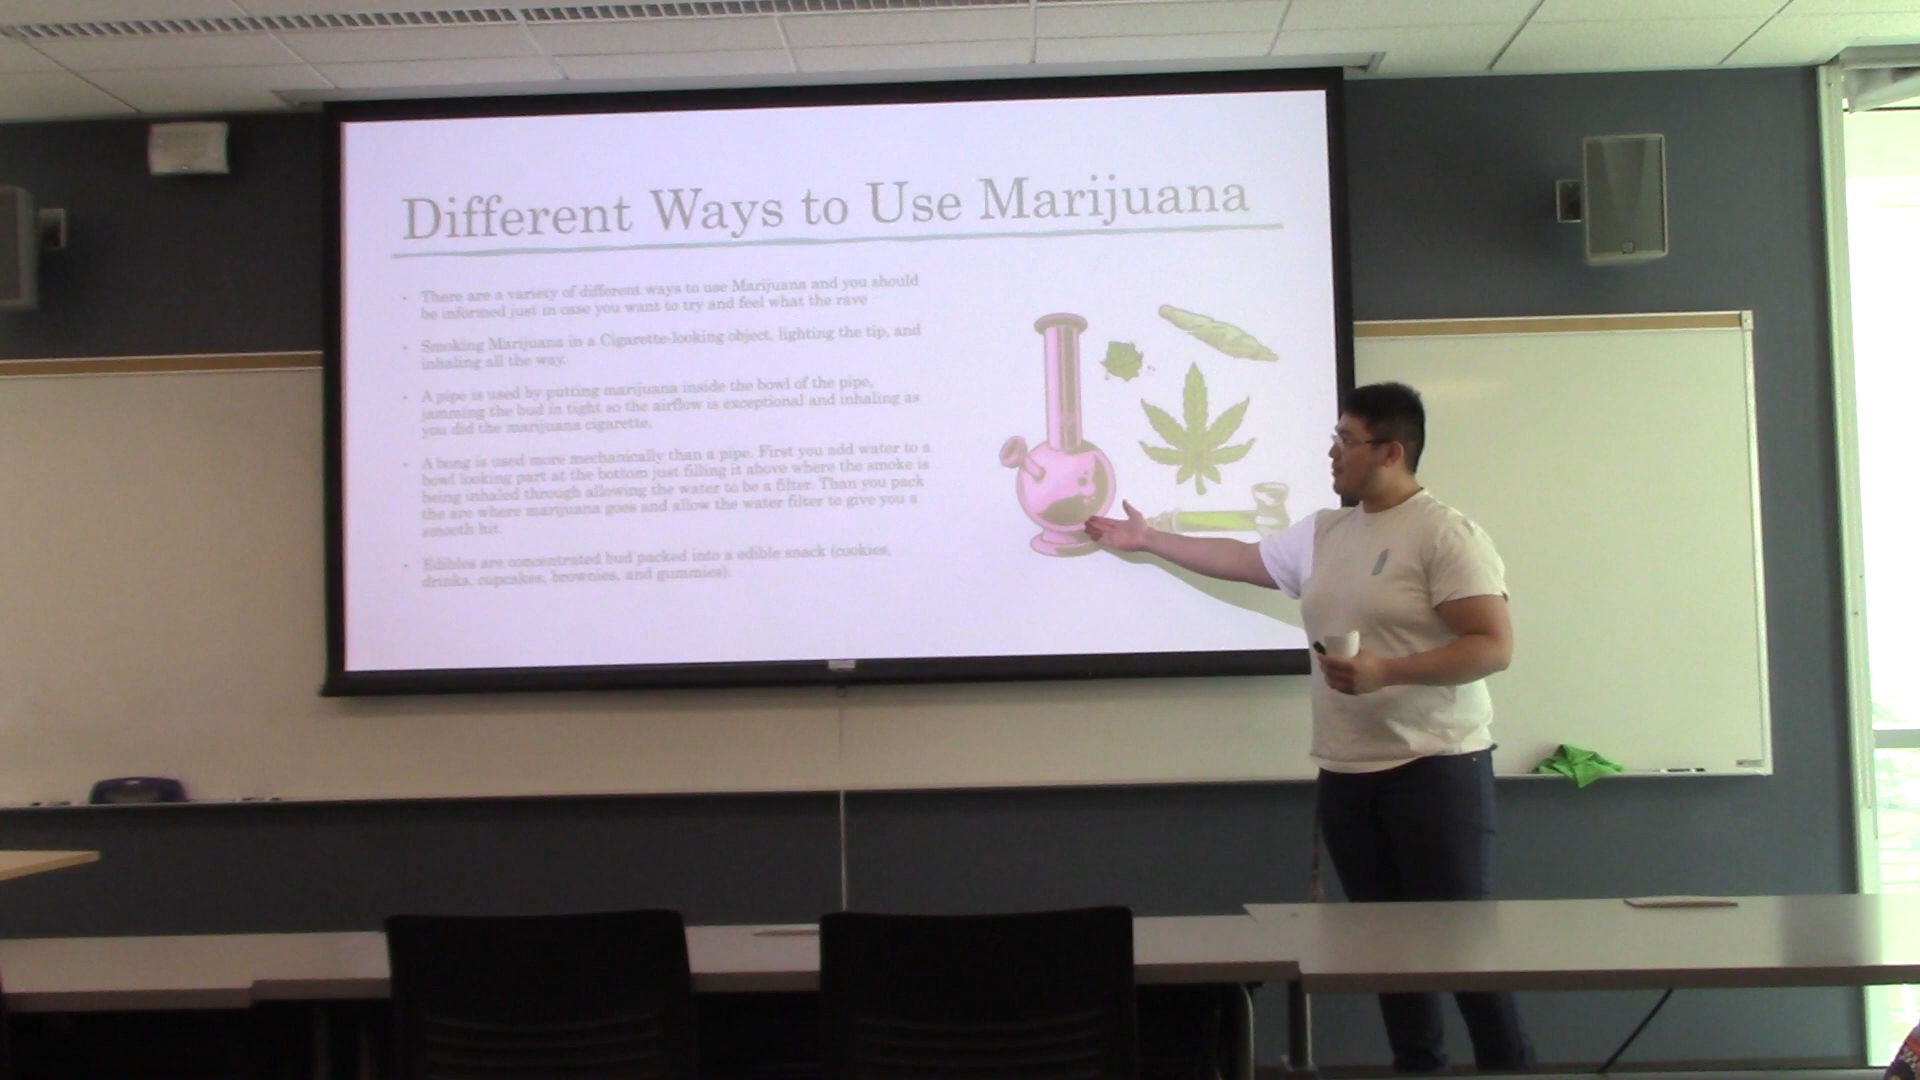 Different Ways to Use Marijuana
There are a variety of different ways to use Marijuana and you should
be informed just in case you want to try and feel what the rave
Smoking Marijuana in a Cigarette-looking object, lighting the tip, and
inhaling all the way.
A pipe is used by putting marijuana inside the bowl of the pipe,
jamming the bud in tight so the airflow is exceptional and inhaling as
you did the marijuana cigarette.
A bong is used more mechanically than a pipe. First you add water to a
bowl looking part at the bottom just filling it above where the smoke is
being inhaled through allowing the water to be a filter. Than you pack
the are where marijuana goes and allow the water filter to give you a
smooth hit.
Edibles are concentrated bud packed into a edible snack (cookies,
drinks, cupcakes, brownies, and gummies).